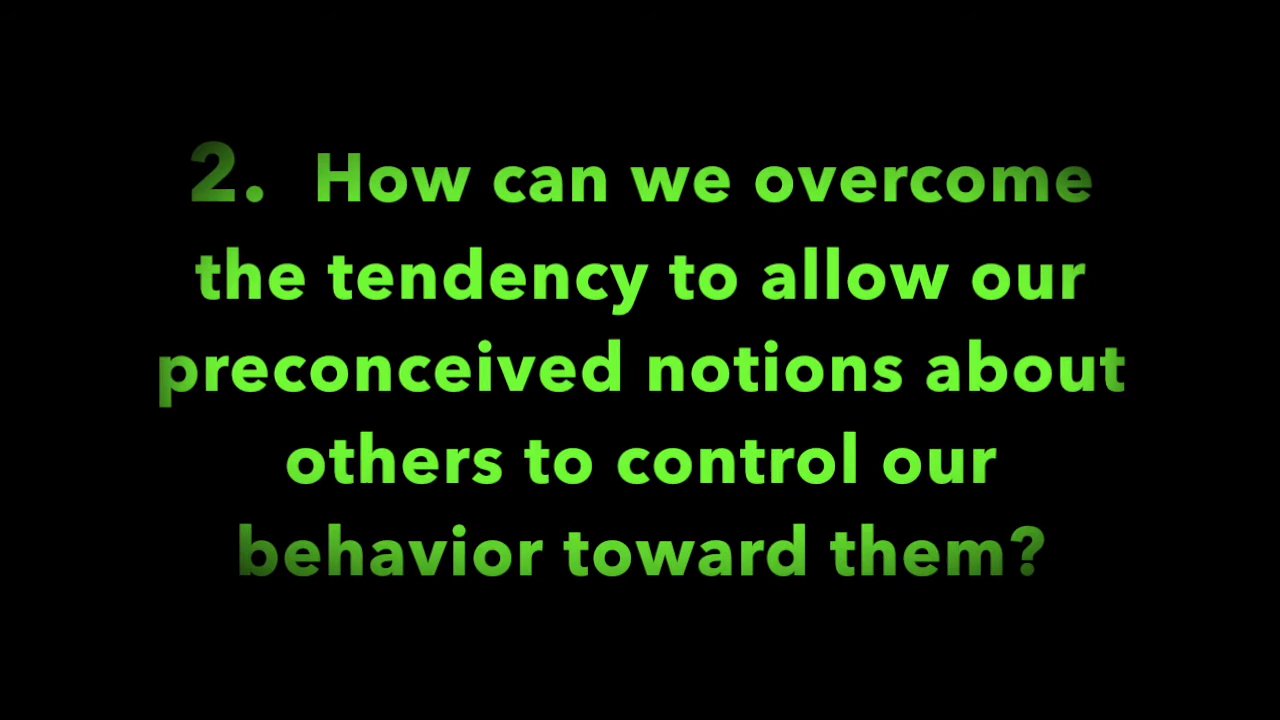 2. How can we overcome
the tendency to allow our
preconceived notions about
others to control our
behavior toward them?